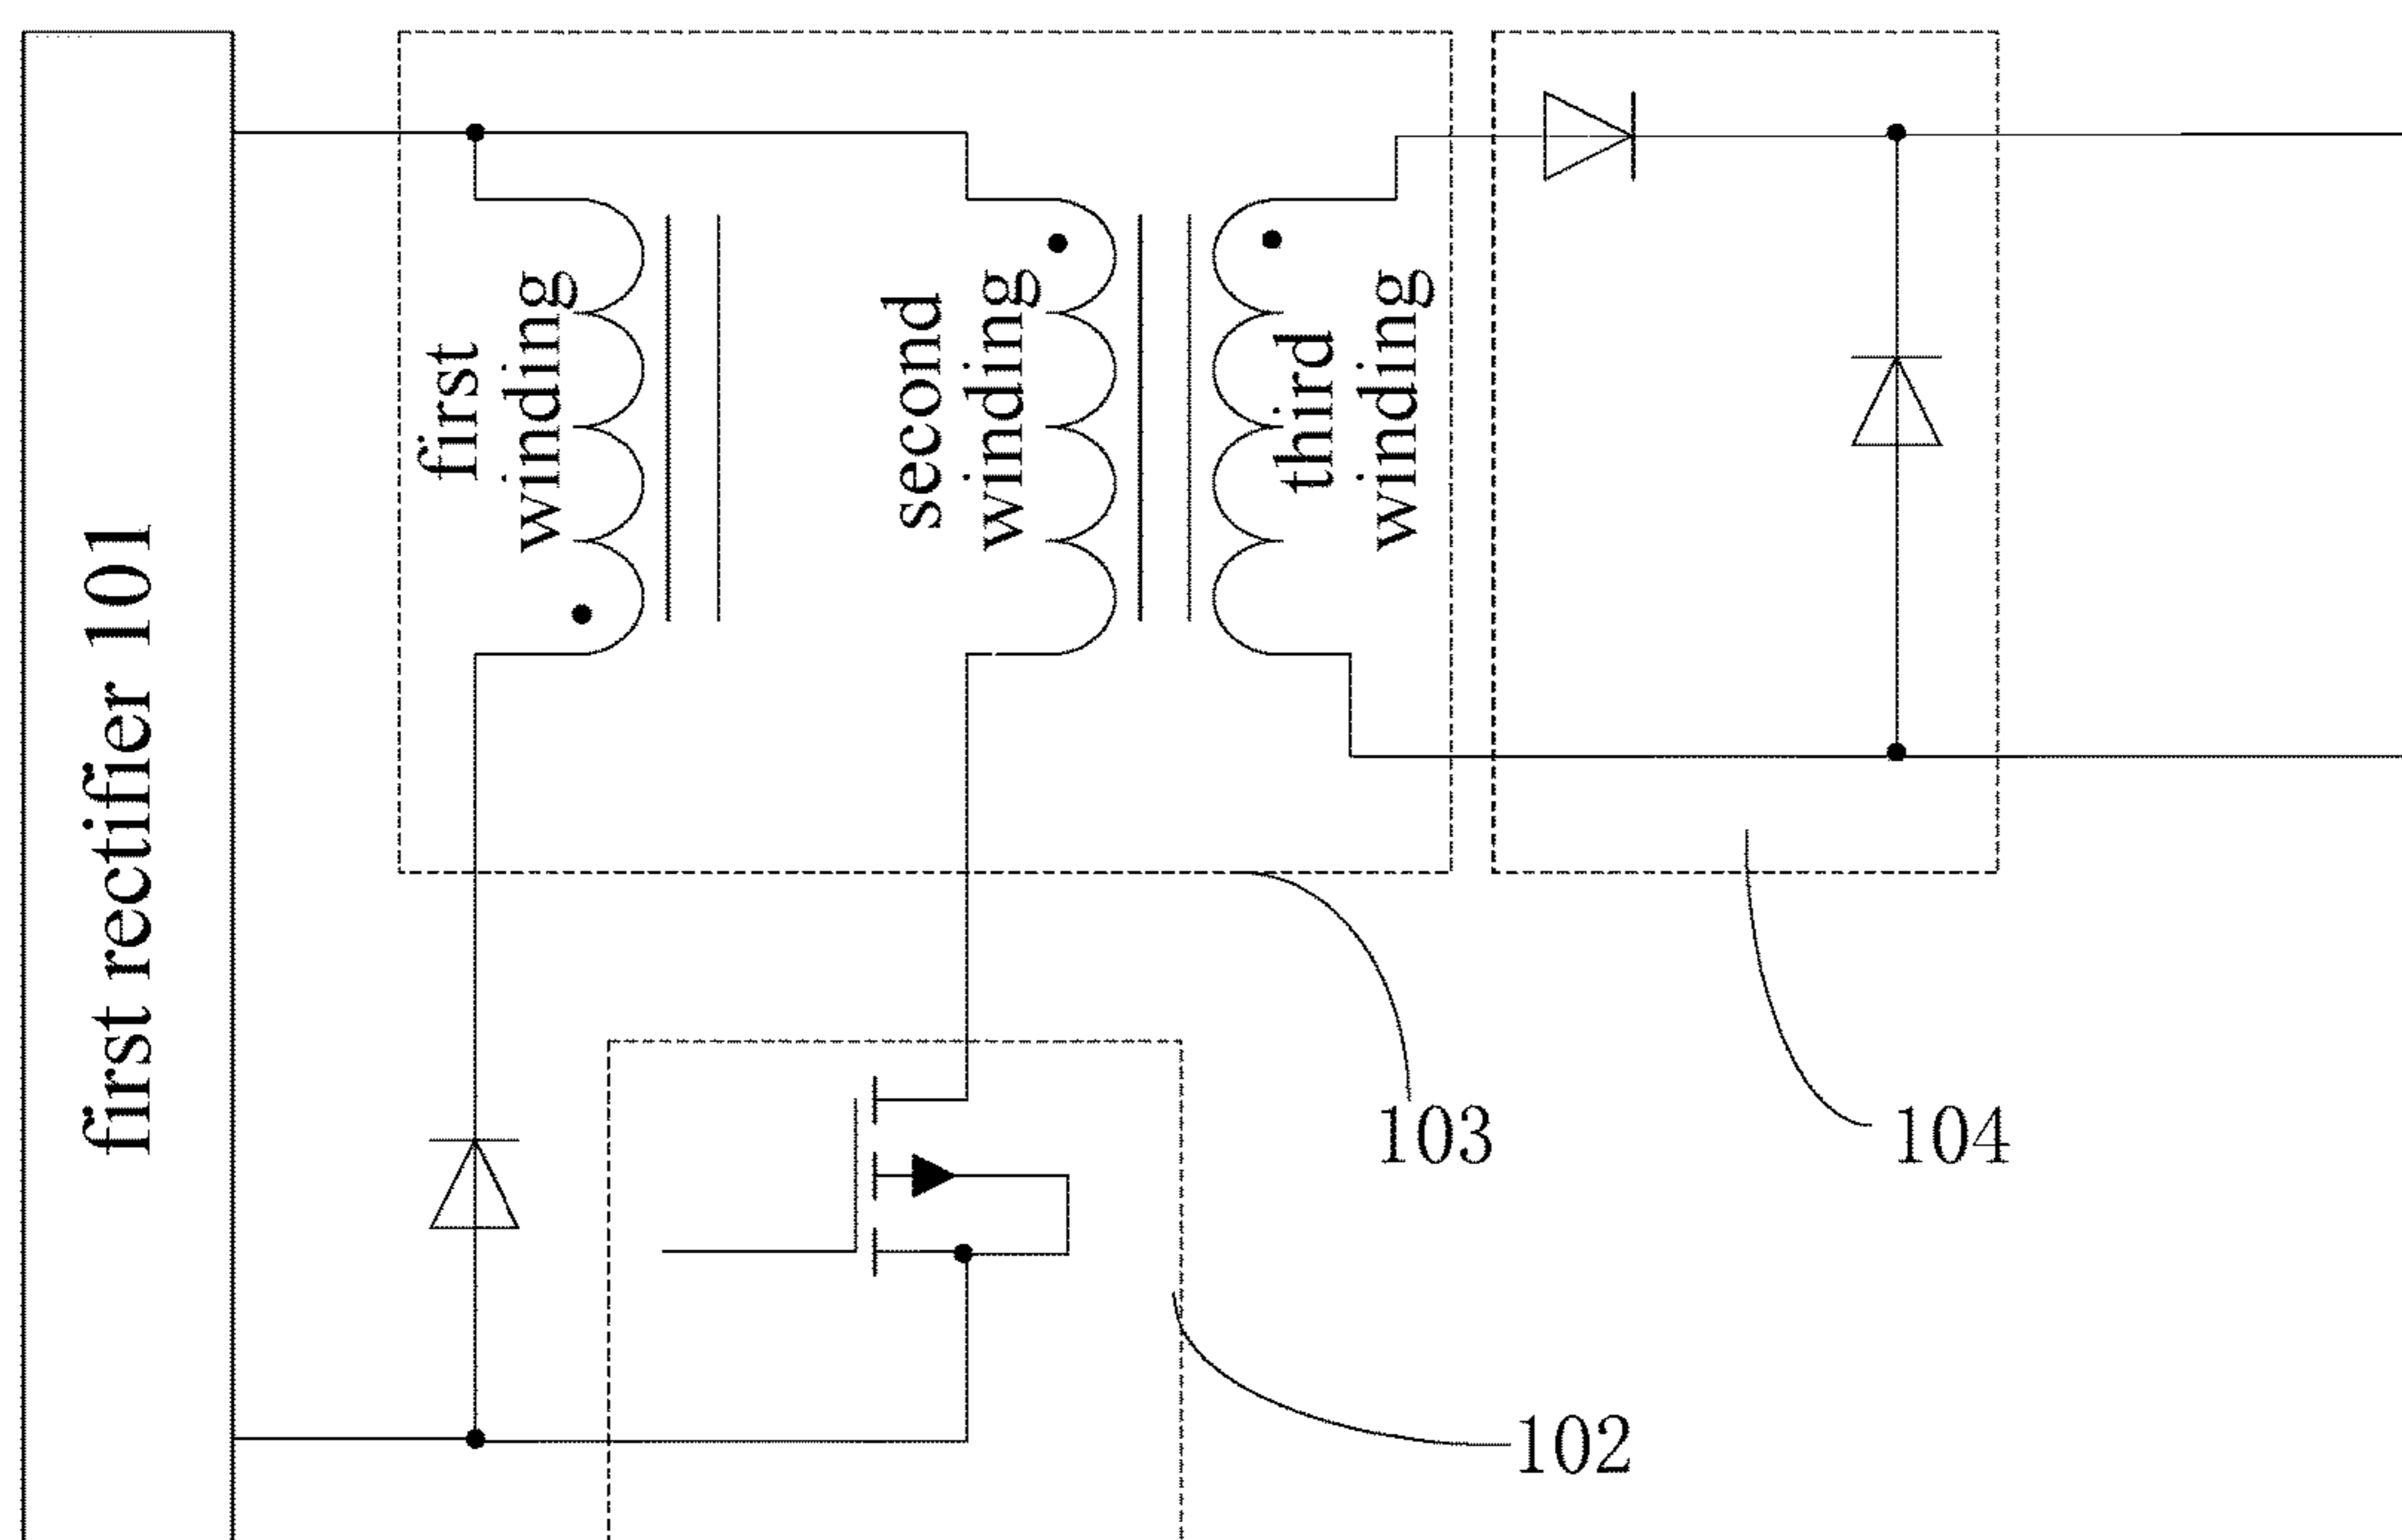 first rectifier 101
first
winding
second
winding
third
winding
103
104
102